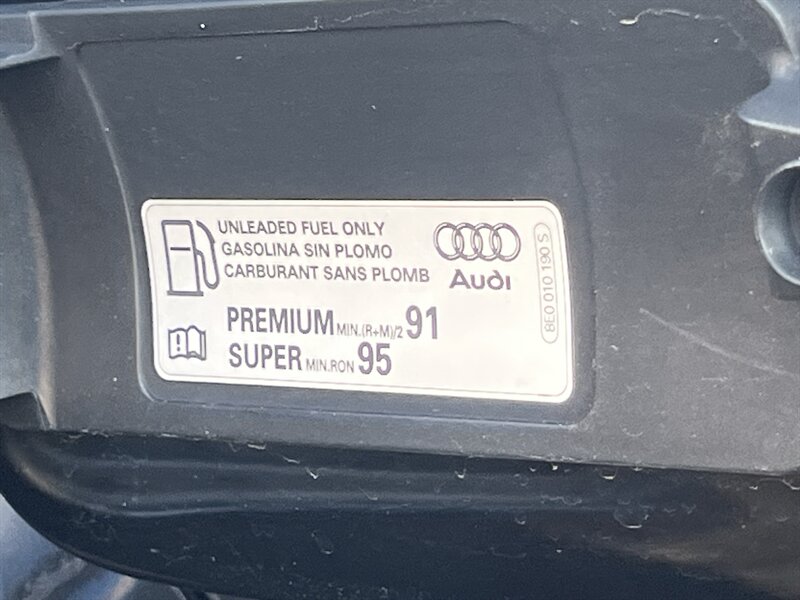 UNLEADED FUEL ONLY
GASOLINA SIN PLOMO
CARBURANT SANS PLOMB
Audi
PREMIUM MIN.(R+M)/2 91
SUPER MIN.RON 95
8E0 010 190 S